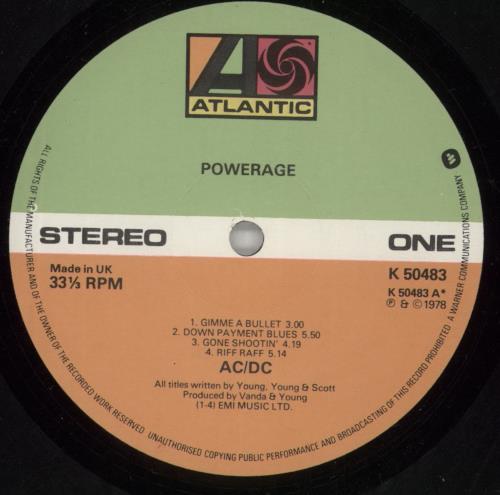 ATLANTIC
POWERAGE
STEREO
ONE
Made in UK
33⅓ RPM
K 50483
K 50483 A*
℗ & © 1978
1. GIMME A BULLET 3.00
2. DOWN PAYMENT BLUES 5.50
3. GONE SHOOTIN' 4.19
4. RIFF RAFF 5.14
AC/DC
All titles written by Young, Young & Scott
Produced by Vanda & Young
(1-4) EMI MUSIC LTD.
ALL RIGHTS OF THE MANUFACTURER AND OF THE OWNER OF THE RECORDED WORK RESERVED UNAUTHORISED COPYING PUBLIC PERFORMANCE AND BROADCASTING OF THIS RECORD PROHIBITED A WARNER COMMUNICATIONS COMPANY